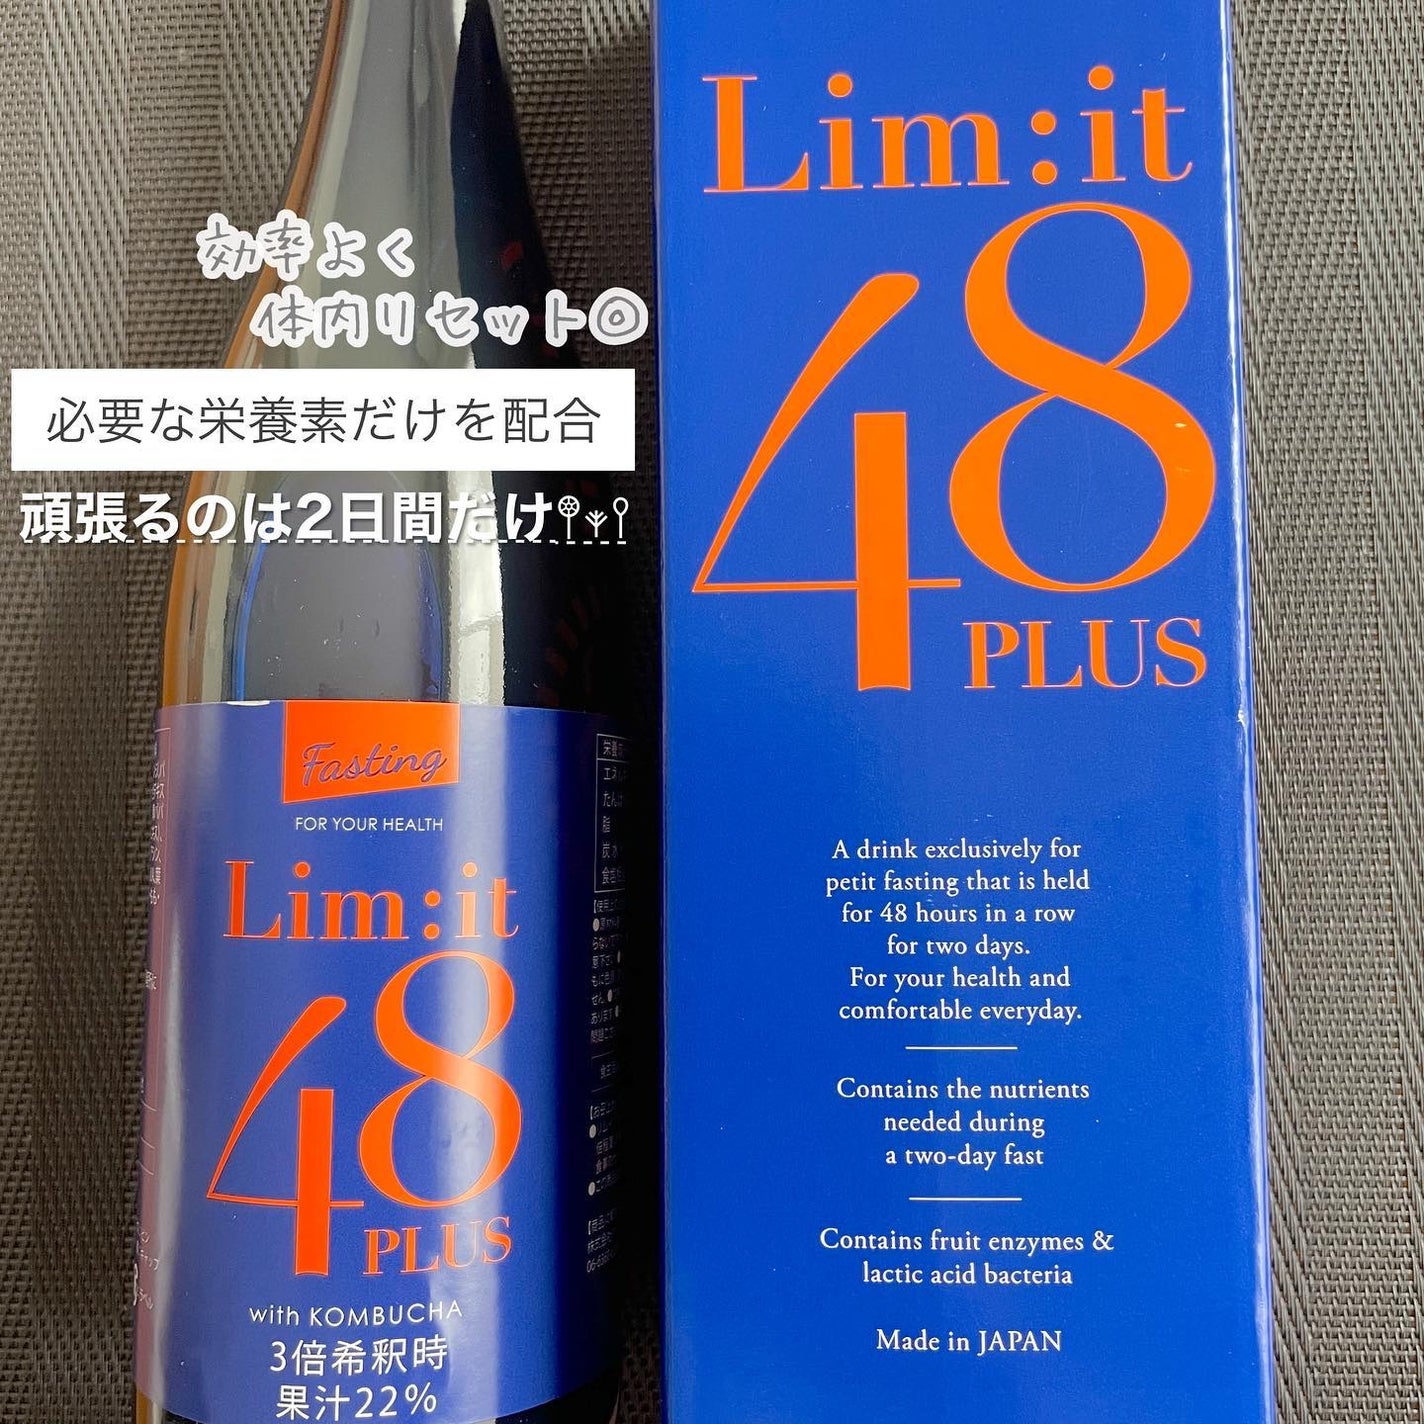 効率よく
体内リセット◎
必要な栄養素だけを配合
頑張るのは2日間だけ
Fasting
FOR YOUR HEALTH
Lim:it
48
PLUS
with KOMBUCHA
3倍希釈時
果汁22%
Lim:it
48
PLUS
A drink exclusively for
petit fasting that is held
for 48 hours in a row
for two days.
For your health and
comfortable everyday.
Contains the nutrients
needed during
a two-day fast
Contains fruit enzymes &
lactic acid bacteria
Made in JAPAN